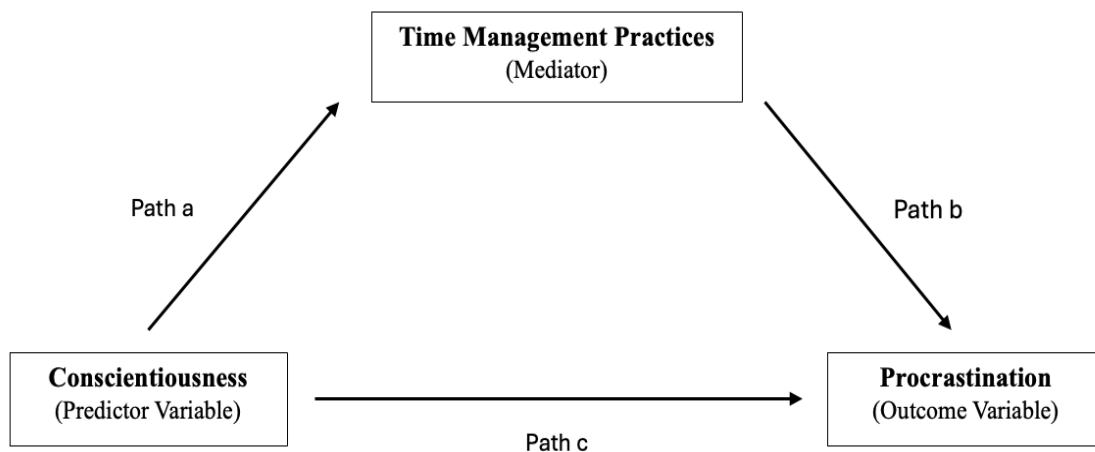 Time Management Practices
(Mediator)
Path a
Path b
Conscientiousness
(Predictor Variable)
Procrastination
(Outcome Variable)
Path c